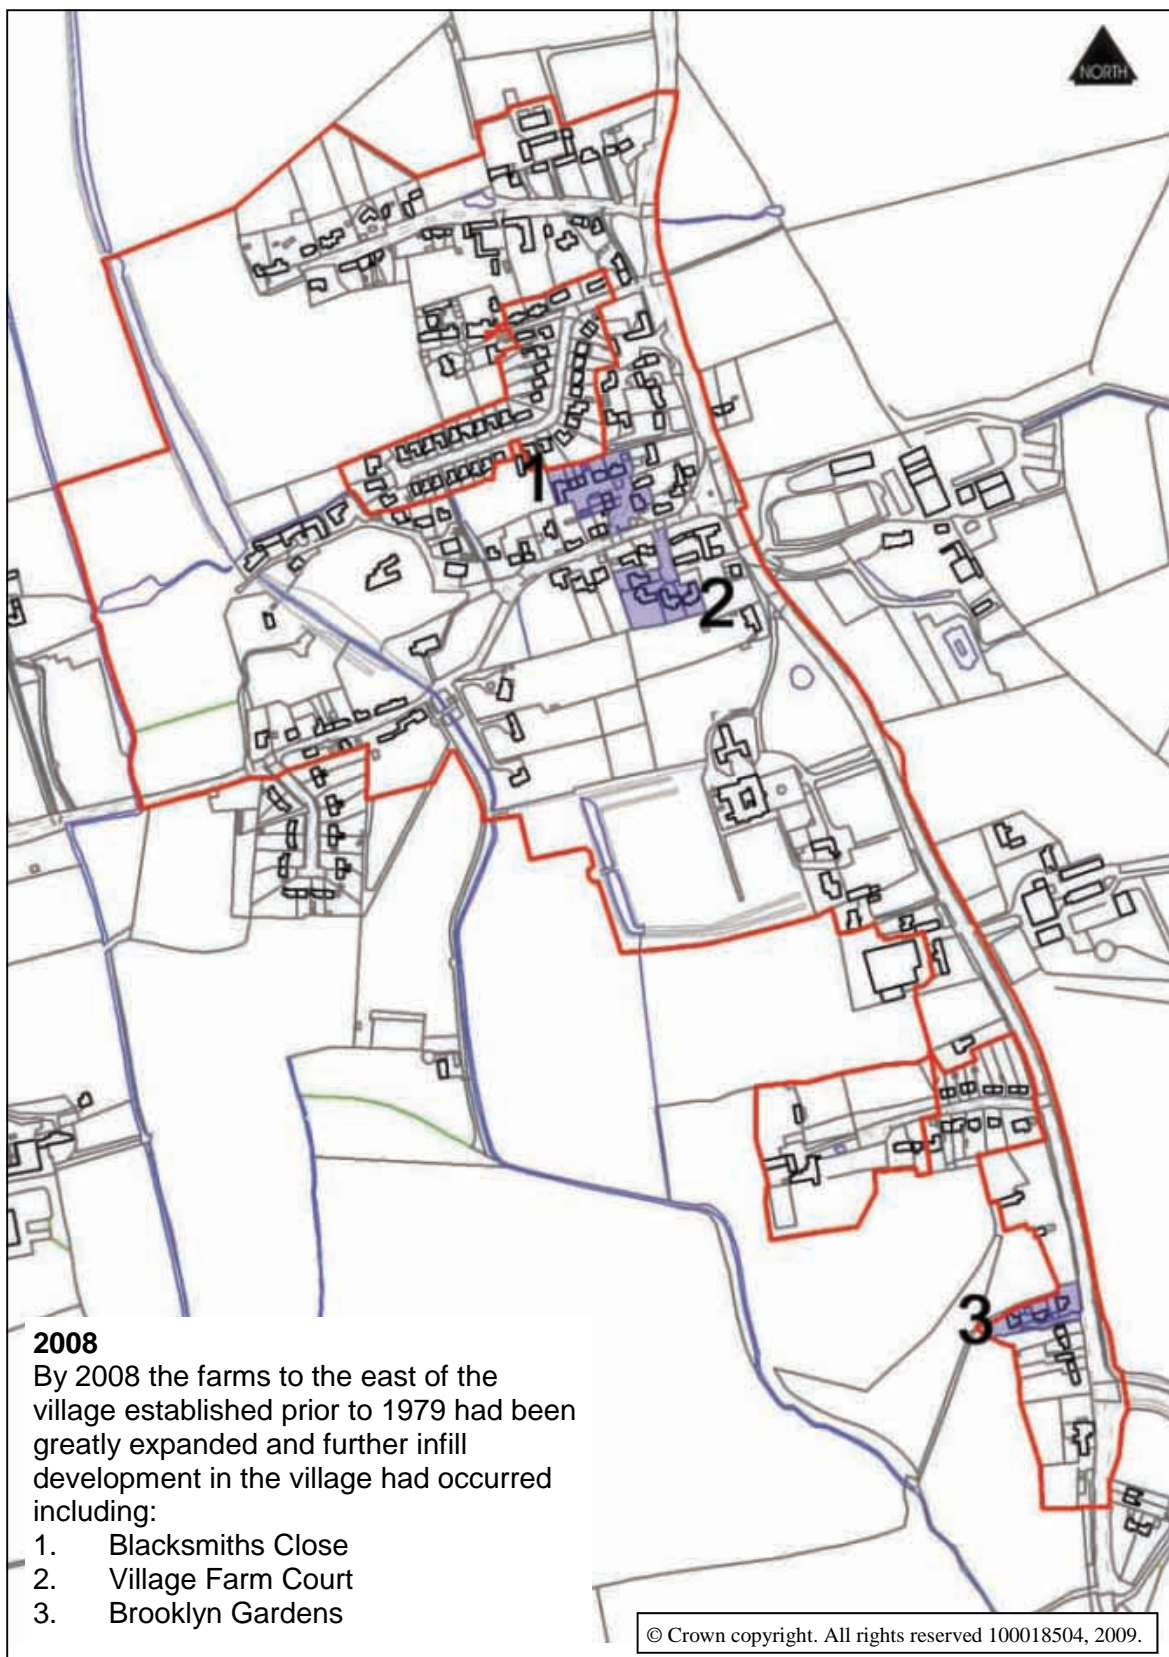 NORTH
1
2
3
2008
By 2008 the farms to the east of the
village established prior to 1979 had been
greatly expanded and further infill
development in the village had occurred
including:
1. Blacksmiths Close
2. Village Farm Court
3. Brooklyn Gardens
© Crown copyright. All rights reserved 100018504, 2009.